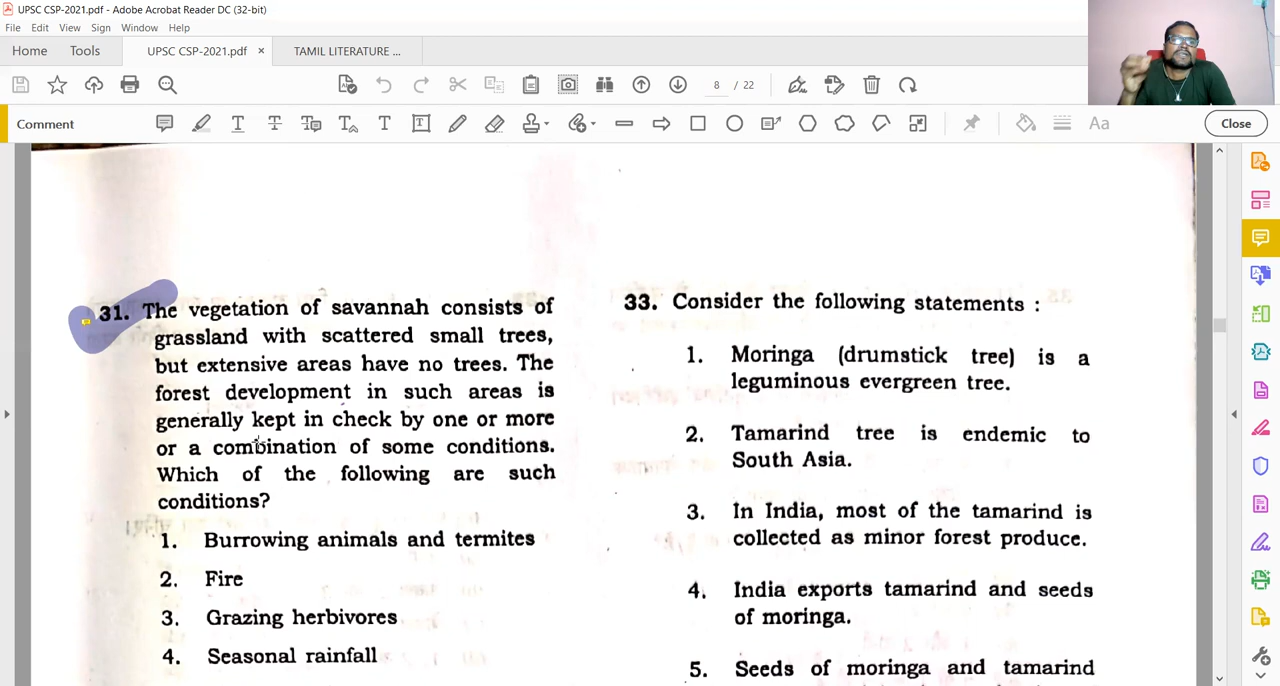 UPSC CSP-2021.pdf - Adobe Acrobat Reader DC (32-bit)
File Edit View Sign Window Help
Home Tools UPSC CSP-2021.pdf × TAMIL LITERATURE ...
8 / 22
Comment
Aa
Close
31. The vegetation of savannah consists of
grassland with scattered small trees,
but extensive areas have no trees. The
forest development in such areas is
generally kept in check by one or more
or a combination of some conditions.
Which of the following are such
conditions?
1. Burrowing animals and termites
2. Fire
3. Grazing herbivores
4. Seasonal rainfall
33. Consider the following statements :
1. Moringa (drumstick tree) is a
leguminous evergreen tree.
2. Tamarind tree is endemic to
South Asia.
3. In India, most of the tamarind is
collected as minor forest produce.
4. India exports tamarind and seeds
of moringa.
5. Seeds of moringa and tamarind